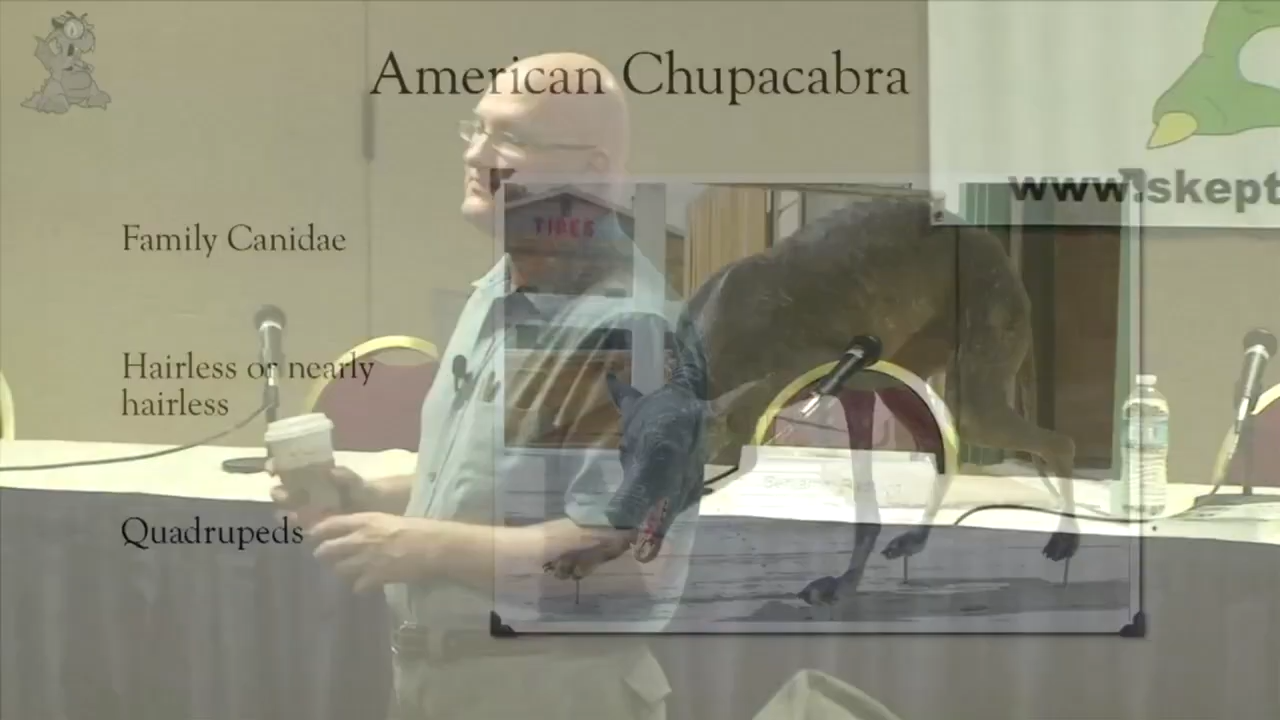 American Chupacabra
www.skept
TIRES
Family Canidae
Hairless or nearly
hairless
Quadrupeds